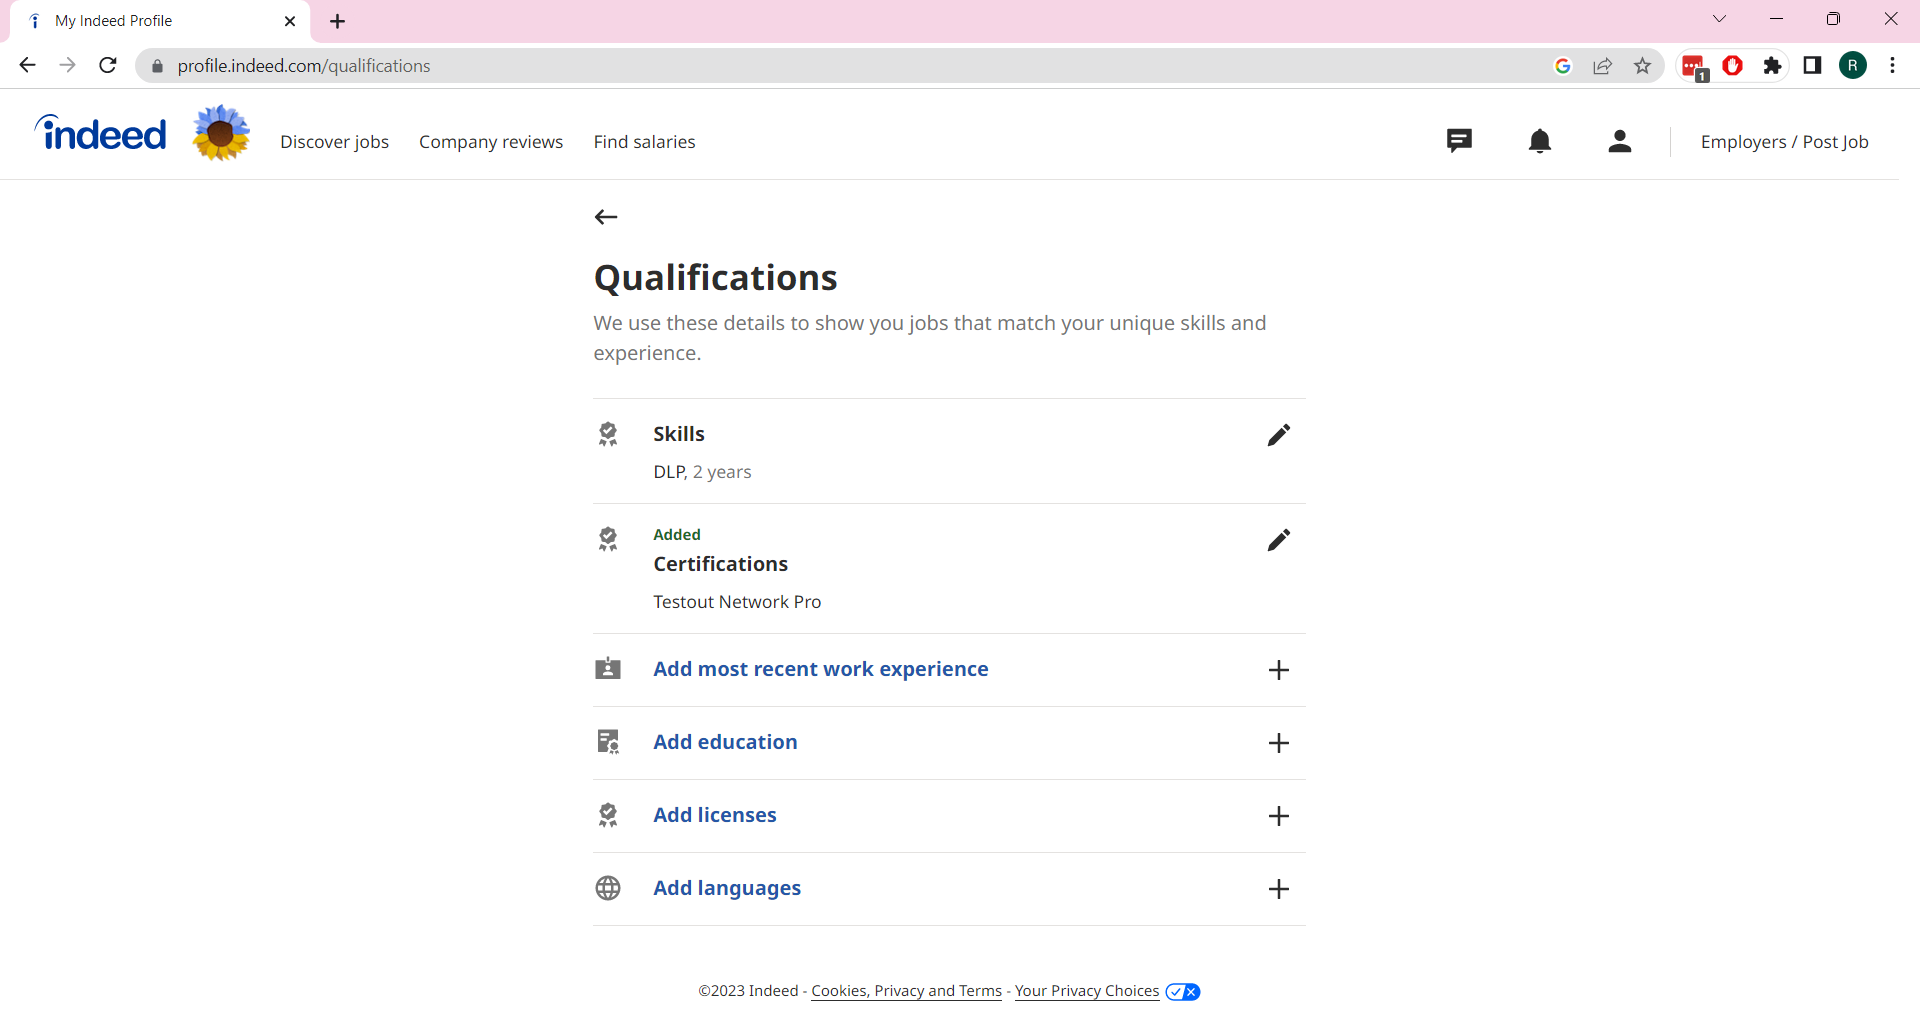 My Indeed Profile
profile.indeed.com/qualifications
1
R
indeed
Discover jobs
Company reviews
Find salaries
Employers / Post Job
Qualifications
We use these details to show you jobs that match your unique skills and
experience.
Skills
DLP, 2 years
Added
Certifications
Testout Network Pro
Add most recent work experience
Add education
Add licenses
Add languages
©2023 Indeed - Cookies, Privacy and Terms - Your Privacy Choices